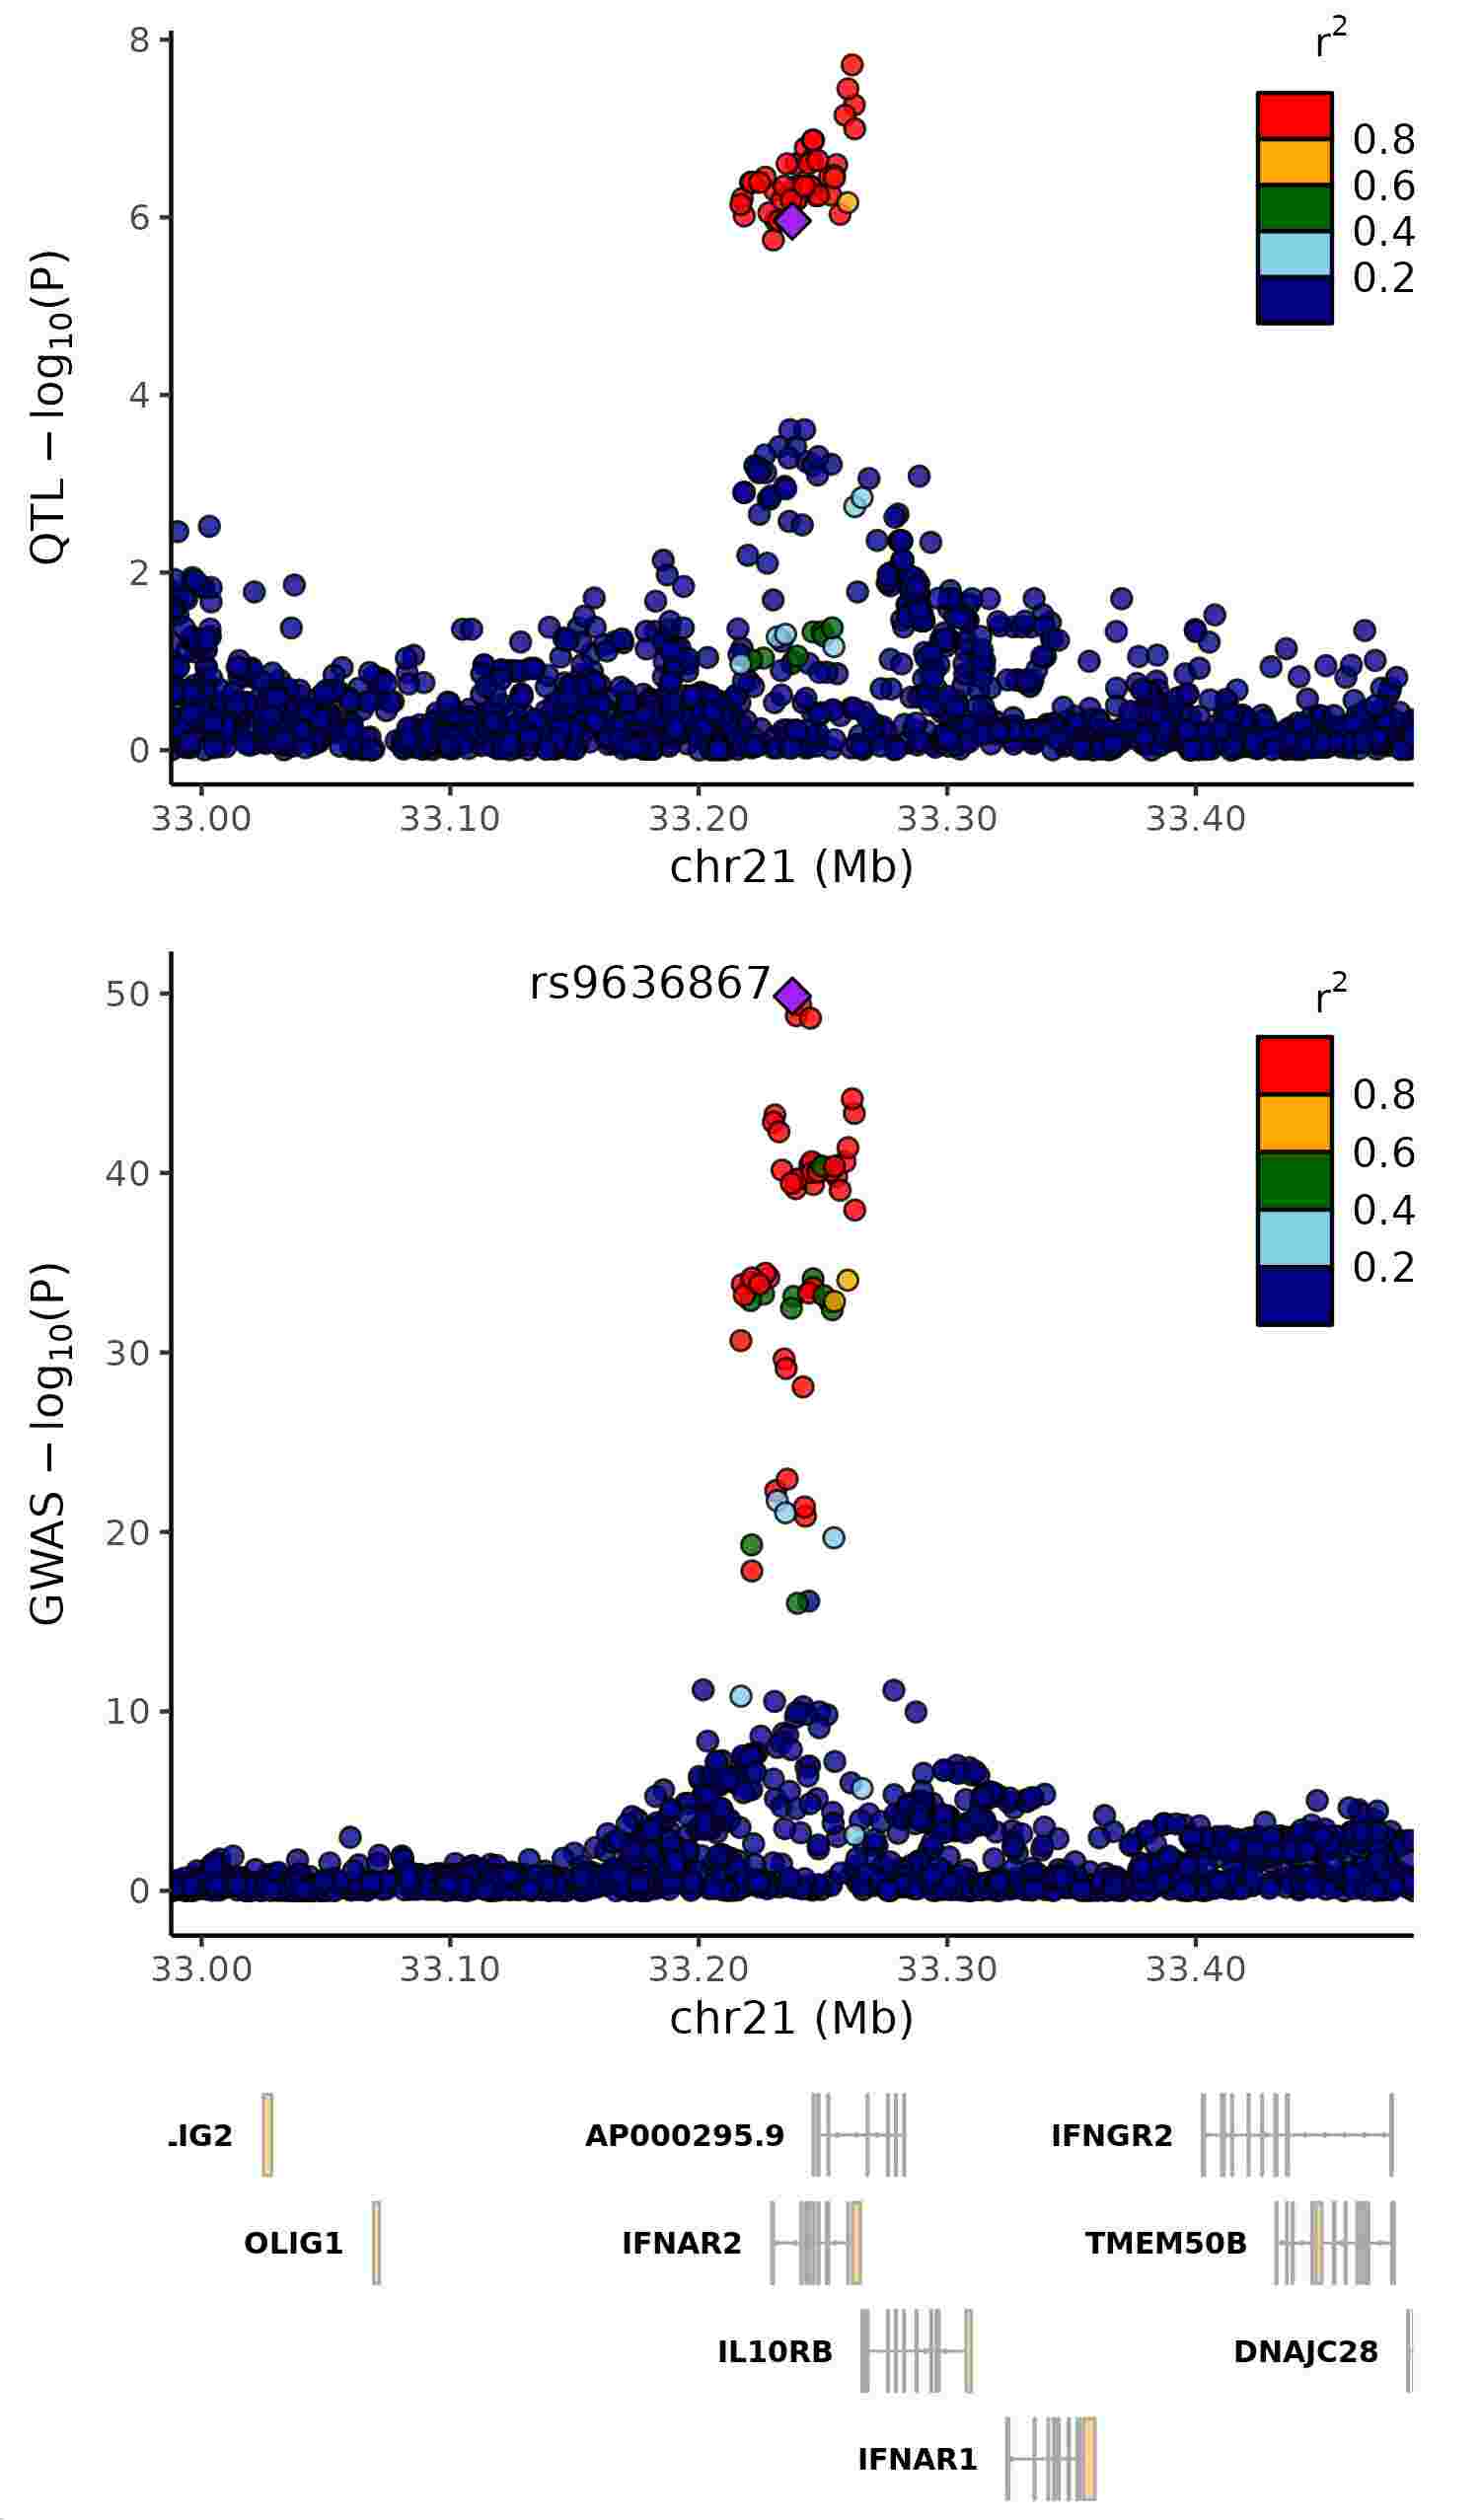 r2
8
6
4
2
0
0.8
0.6
0.4
0.2
QTL − log10(P)
33.00 33.10 33.20 33.30 33.40
chr21 (Mb)
rs9636867
r2
50
40
30
20
10
0
0.8
0.6
0.4
0.2
GWAS − log10(P)
33.00 33.10 33.20 33.30 33.40
chr21 (Mb)
.IG2 AP000295.9 IFNGR2
OLIG1 IFNAR2 TMEM50B
IL10RB DNAJC28
IFNAR1